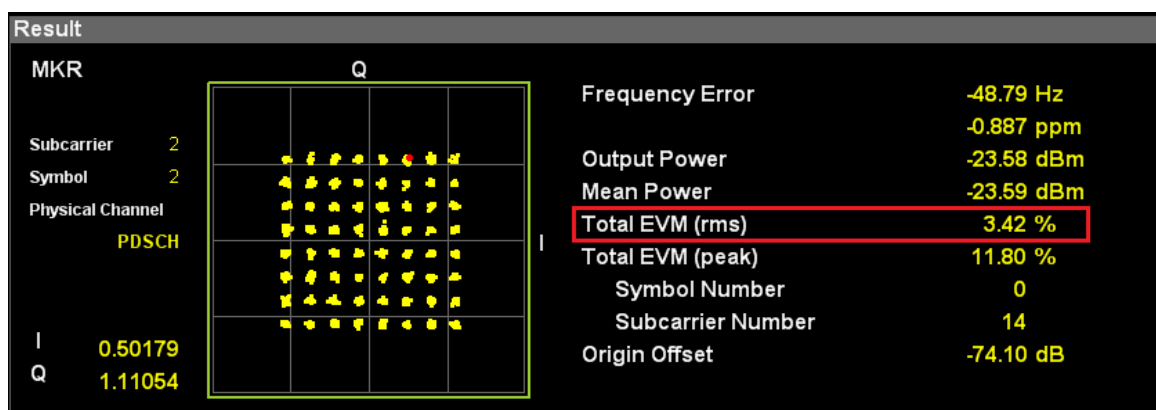 Result
MKR
Q
Subcarrier 2
Symbol 2
Physical Channel
PDSCH
I 0.50179
Q 1.11054
I
Frequency Error -48.79 Hz
-0.887 ppm
Output Power -23.58 dBm
Mean Power -23.59 dBm
Total EVM (rms) 3.42 %
Total EVM (peak) 11.80 %
Symbol Number 0
Subcarrier Number 14
Origin Offset -74.10 dB